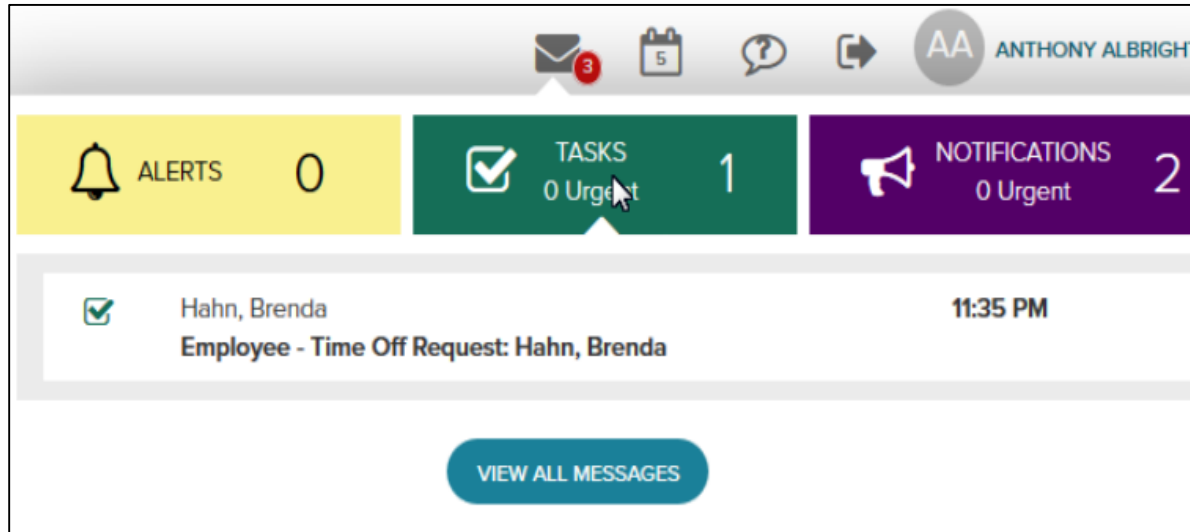 3
5
?
AA ANTHONY ALBRIGHT
ALERTS 0
TASKS
0 Urgent
1
NOTIFICATIONS
0 Urgent
2
Hahn, Brenda 11:35 PM
Employee - Time Off Request: Hahn, Brenda
VIEW ALL MESSAGES